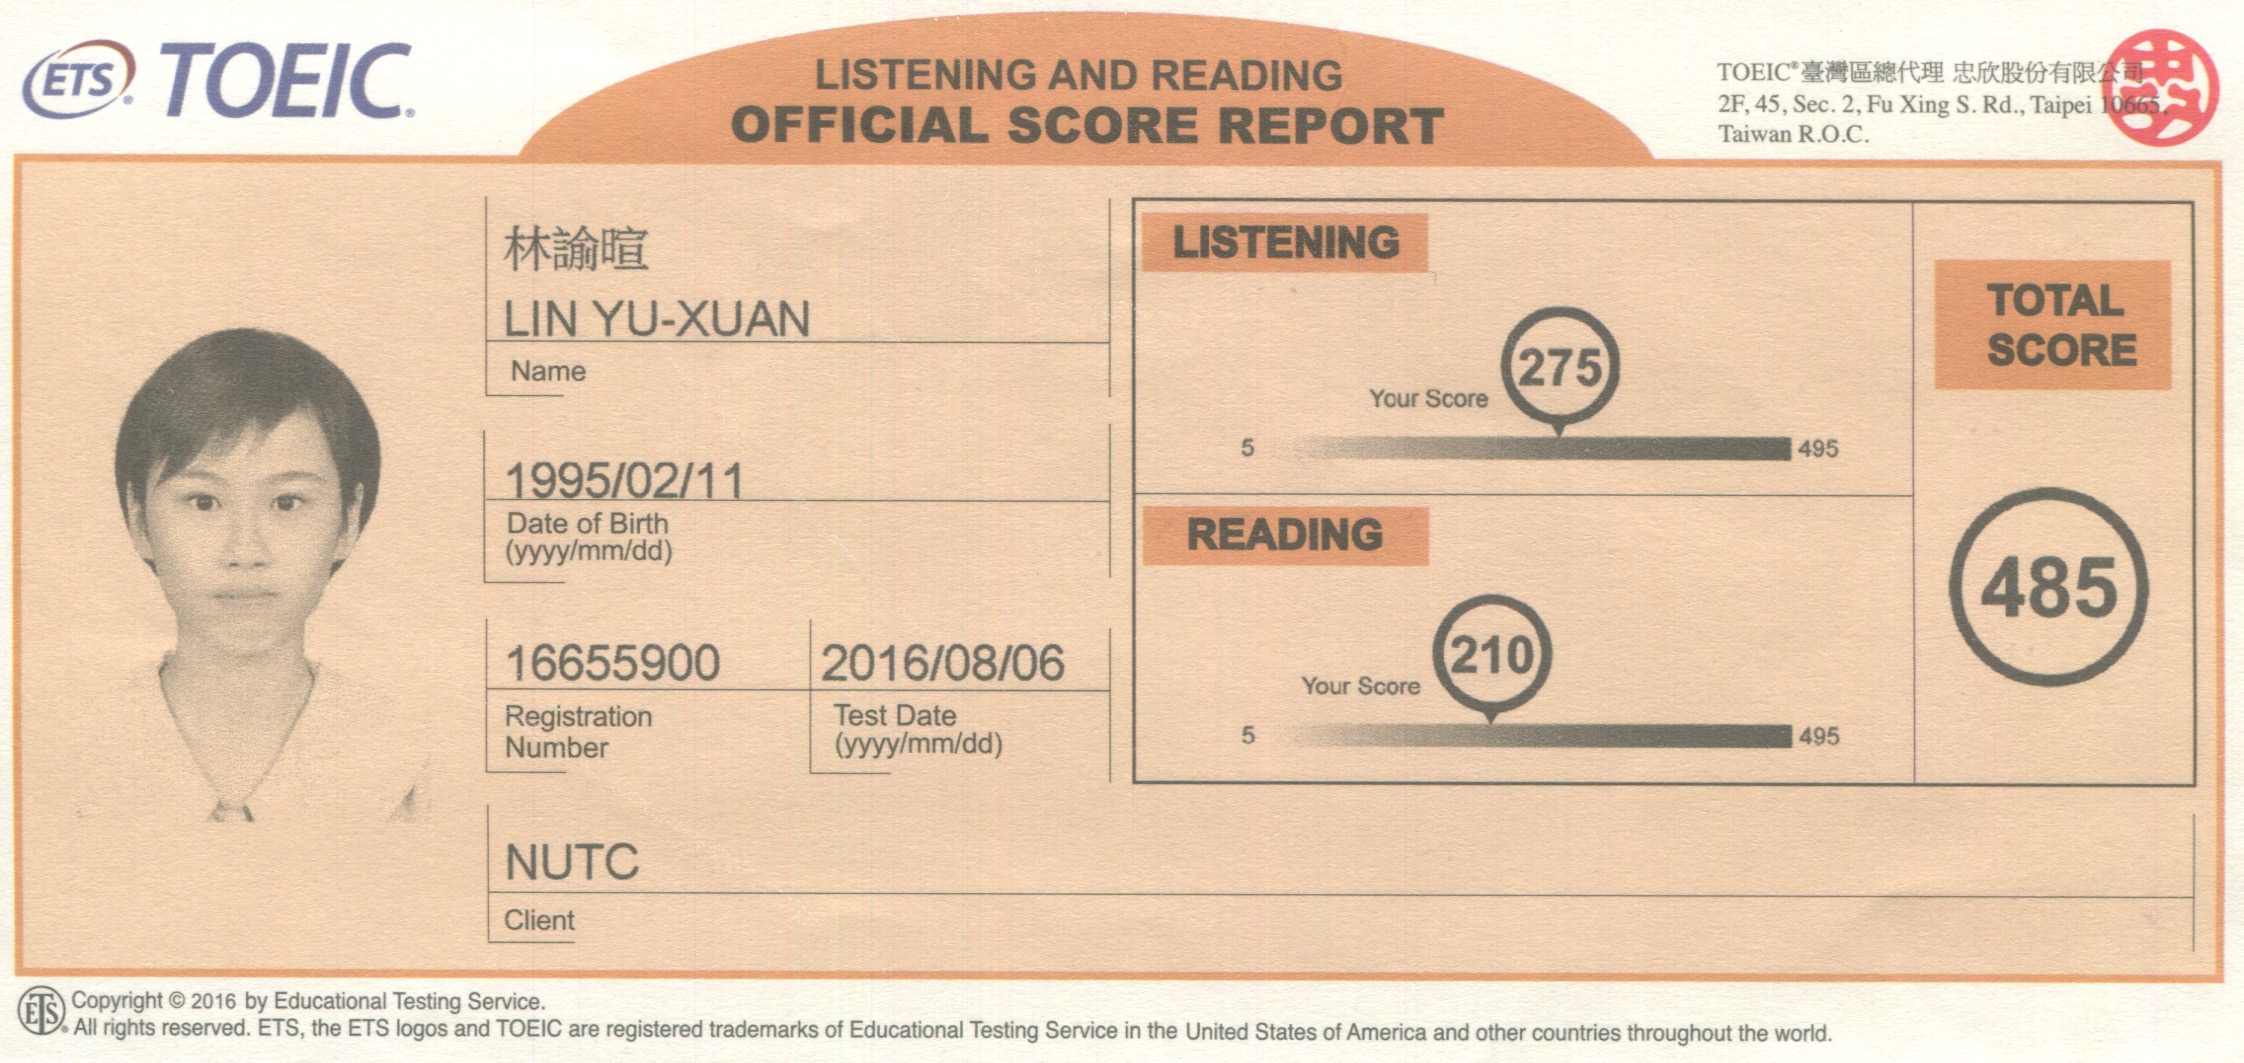 ETS® TOEIC®
LISTENING AND READING
OFFICIAL SCORE REPORT
TOEIC®臺灣區總代理 忠欣股份有限公司
2F, 45, Sec. 2, Fu Xing S. Rd., Taipei 10665,
Taiwan R.O.C.
林諭暄
LIN YU-XUAN
Name
1995/02/11
Date of Birth
(yyyy/mm/dd)
16655900
Registration
Number
2016/08/06
Test Date
(yyyy/mm/dd)
LISTENING
275
Your Score
5 495
READING
210
Your Score
5 495
TOTAL
SCORE
485
NUTC
Client
ETS® Copyright © 2016 by Educational Testing Service.
All rights reserved. ETS, the ETS logos and TOEIC are registered trademarks of Educational Testing Service in the United States of America and other countries throughout the world.